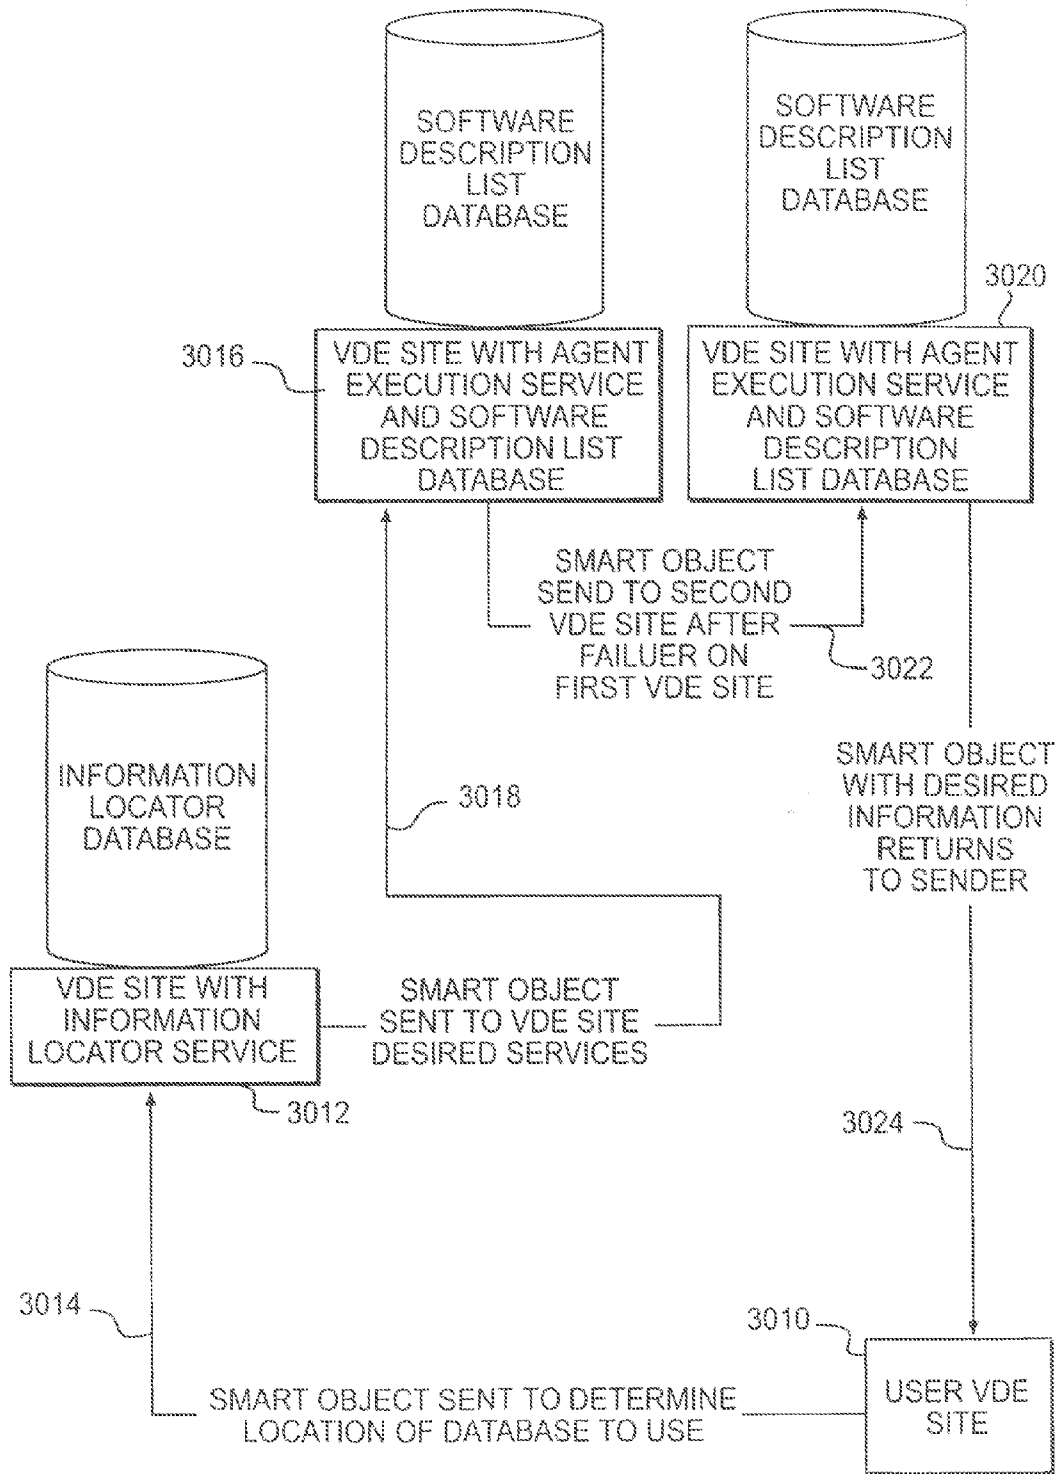 SOFTWARE
DESCRIPTION
LIST
DATABASE
SOFTWARE
DESCRIPTION
LIST
DATABASE
3020
3016
VDE SITE WITH AGENT
EXECUTION SERVICE
AND SOFTWARE
DESCRIPTION LIST
DATABASE
VDE SITE WITH AGENT
EXECUTION SERVICE
AND SOFTWARE
DESCRIPTION
LIST DATABASE
SMART OBJECT
SEND TO SECOND
VDE SITE AFTER
FAILUER ON
FIRST VDE SITE
3022
INFORMATION
LOCATOR
DATABASE
3018
SMART OBJECT
WITH DESIRED
INFORMATION
RETURNS
TO SENDER
VDE SITE WITH
INFORMATION
LOCATOR SERVICE
SMART OBJECT
SENT TO VDE SITE
DESIRED SERVICES
3012
3024
3014
3010
SMART OBJECT SENT TO DETERMINE
LOCATION OF DATABASE TO USE
USER VDE
SITE